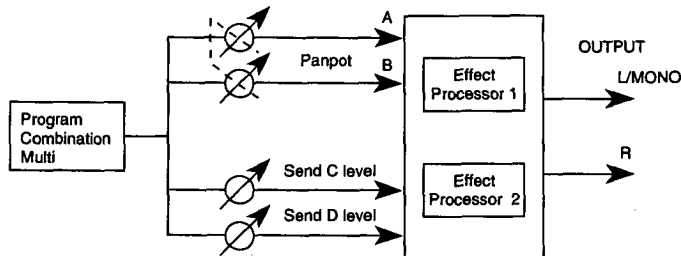 A
Panpot
B
OUTPUT
L/MONO
Effect
Processor 1
Program
Combination
Multi
Send C level
R
Effect
Processor 2
Send D level